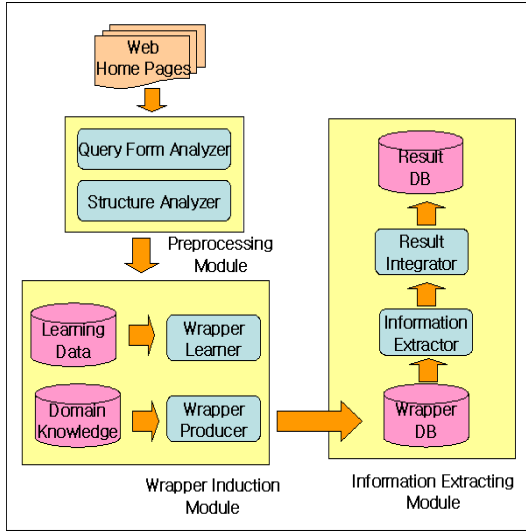 Web
Home Pages
Query Form Analyzer
Structure Analyzer
Preprocessing
Module
Learning
Data
Wrapper
Learner
Domain
Knowledge
Wrapper
Producer
Wrapper Induction
Module
Result
DB
Result
Integrator
Information
Extractor
Wrapper
DB
Information Extracting
Module